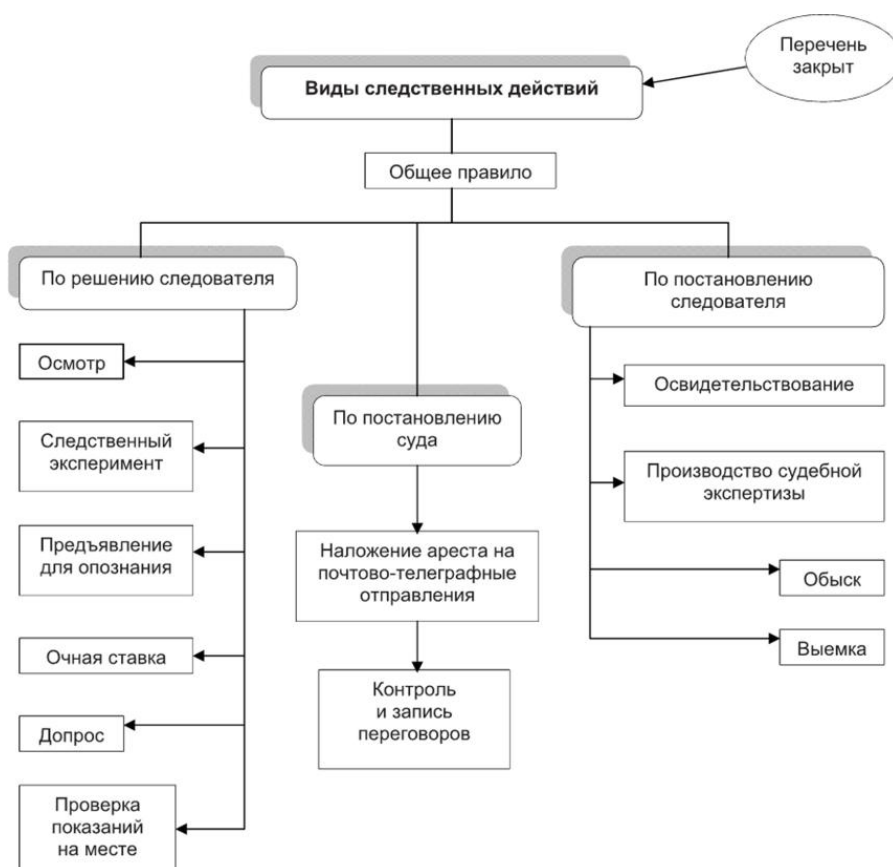 Перечень
закрыт
Виды следственных действий
Общее правило
По решению следователя
Осмотр
Следственный
эксперимент
Предъявление
для опознания
Очная ставка
Допрос
Проверка
показаний
на месте
По постановлению
суда
Наложение ареста на
почтово-телеграфные
отправления
Контроль
и запись
переговоров
По постановлению
следователя
Освидетельствование
Производство судебной
экспертизы
Обыск
Выемка